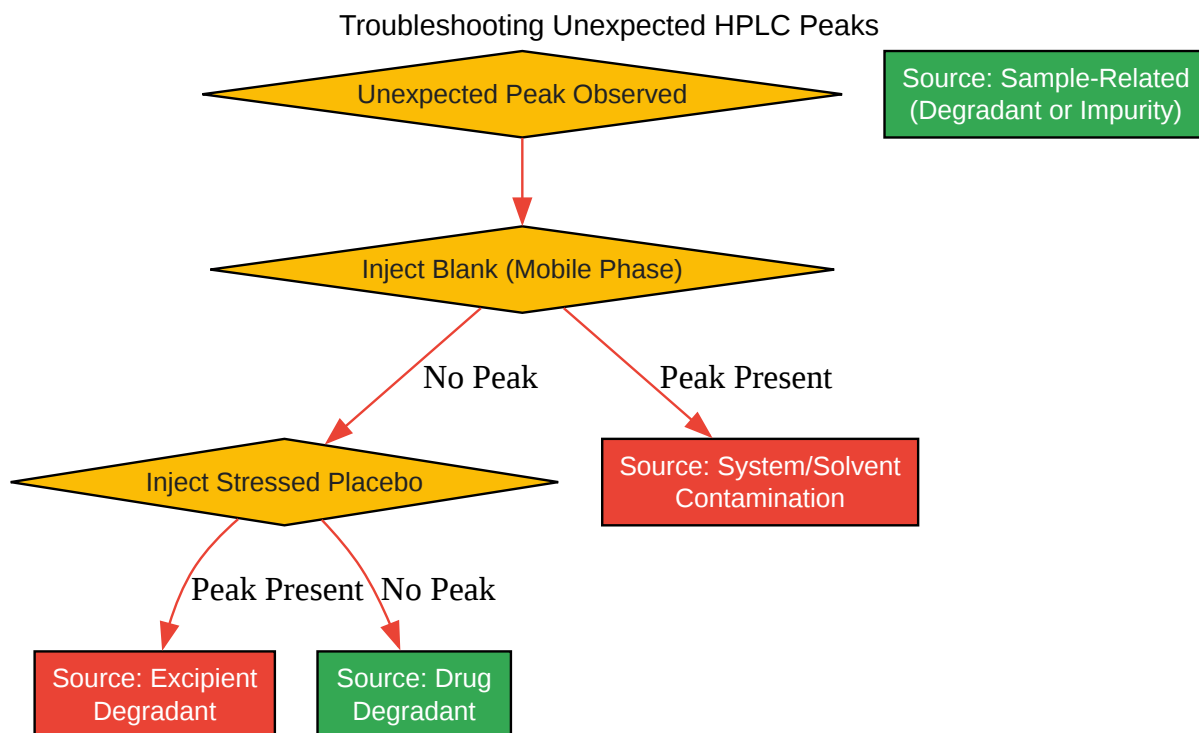 Troubleshooting Unexpected HPLC Peaks
Unexpected Peak Observed
Source: Sample-Related
(Degradant or Impurity)
Inject Blank (Mobile Phase)
No Peak
Peak Present
Inject Stressed Placebo
Source: System/Solvent
Contamination
Peak Present
No Peak
Source: Excipient
Degradant
Source: Drug
Degradant